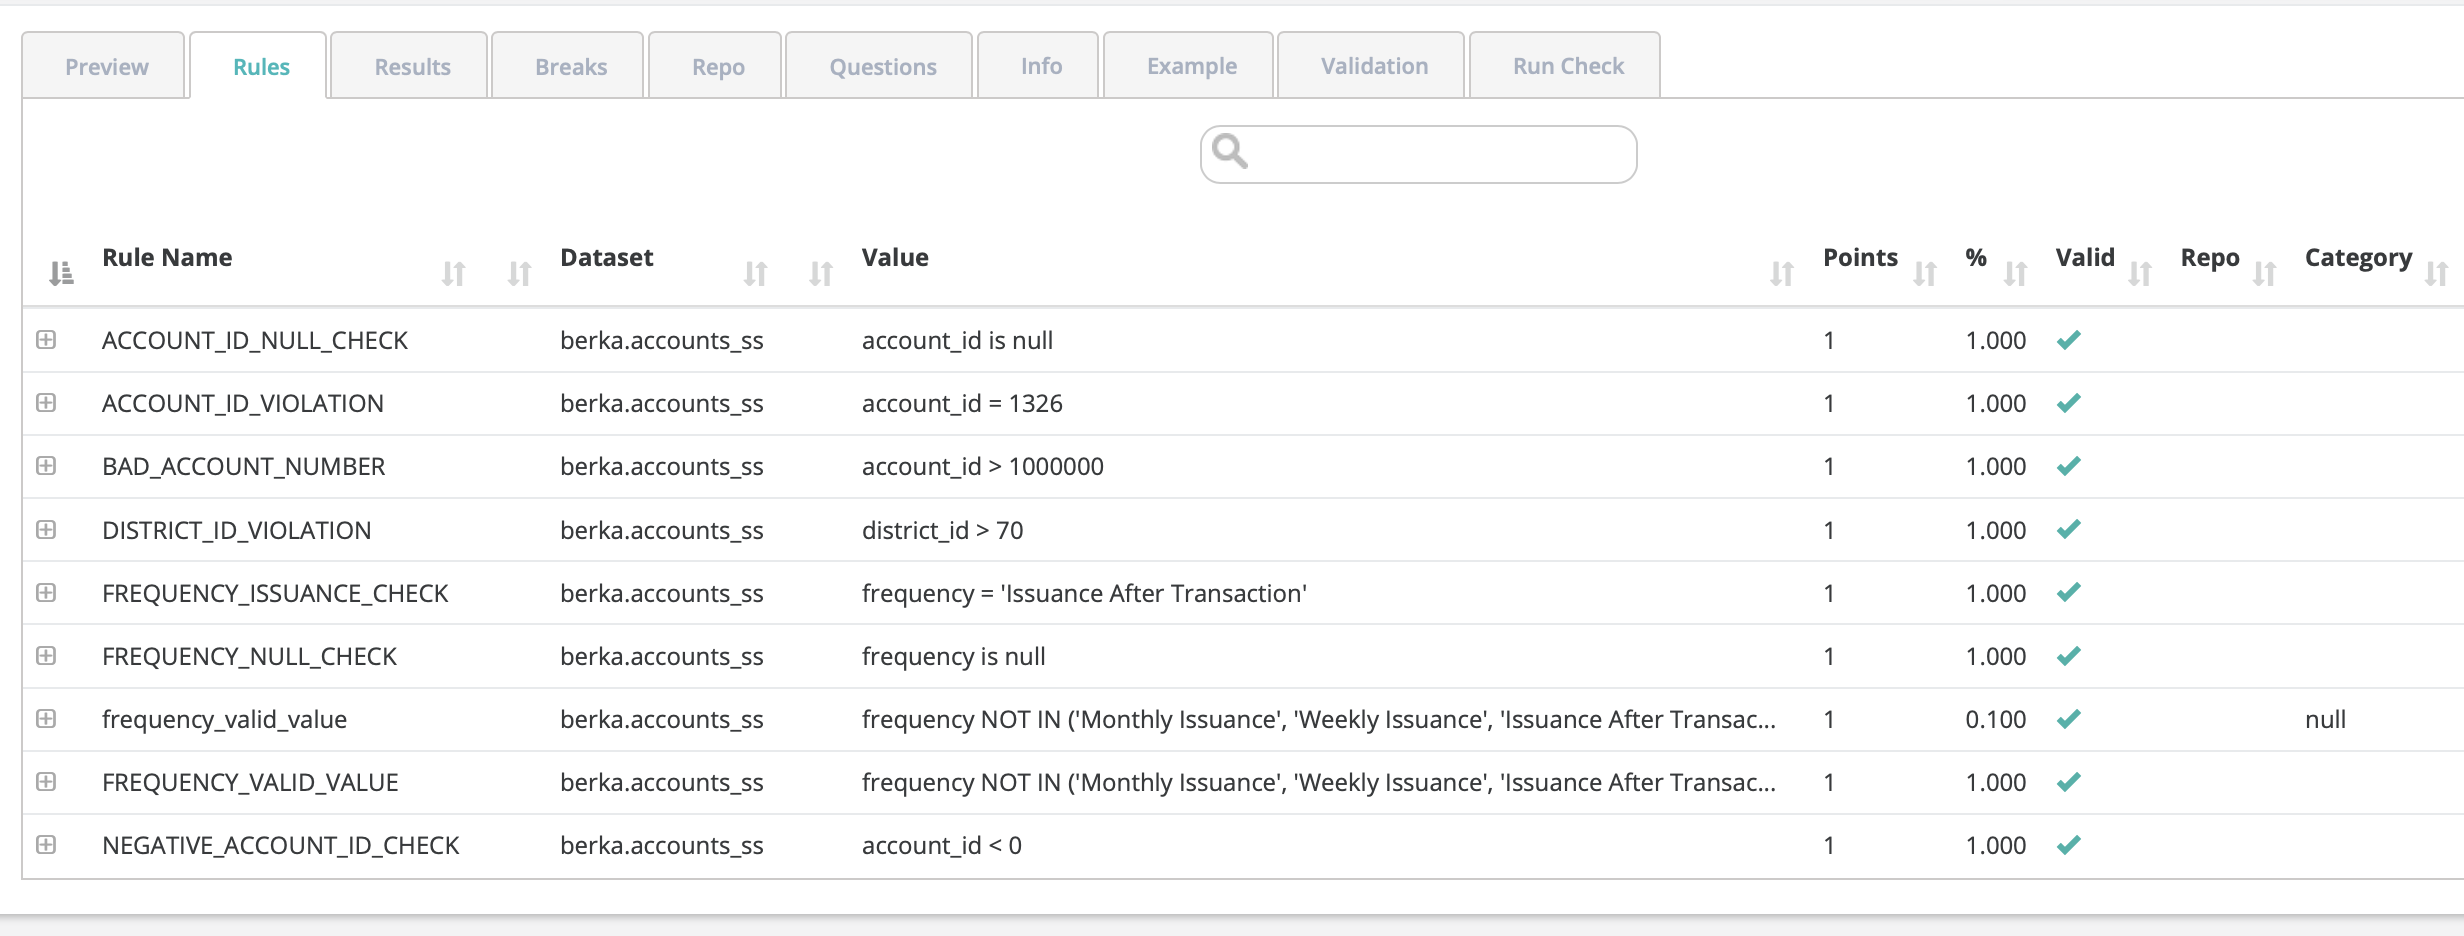 Preview Rules Results Breaks Repo Questions Info Example Validation Run Check
Rule Name Dataset Value Points % Valid Repo Category
ACCOUNT_ID_NULL_CHECK berka.accounts_ss account_id is null 1 1.000
ACCOUNT_ID_VIOLATION berka.accounts_ss account_id = 1326 1 1.000
BAD_ACCOUNT_NUMBER berka.accounts_ss account_id > 1000000 1 1.000
DISTRICT_ID_VIOLATION berka.accounts_ss district_id > 70 1 1.000
FREQUENCY_ISSUANCE_CHECK berka.accounts_ss frequency = 'Issuance After Transaction' 1 1.000
FREQUENCY_NULL_CHECK berka.accounts_ss frequency is null 1 1.000
frequency_valid_value berka.accounts_ss frequency NOT IN ('Monthly Issuance', 'Weekly Issuance', 'Issuance After Transac... 1 0.100 null
FREQUENCY_VALID_VALUE berka.accounts_ss frequency NOT IN ('Monthly Issuance', 'Weekly Issuance', 'Issuance After Transac... 1 1.000
NEGATIVE_ACCOUNT_ID_CHECK berka.accounts_ss account_id < 0 1 1.000